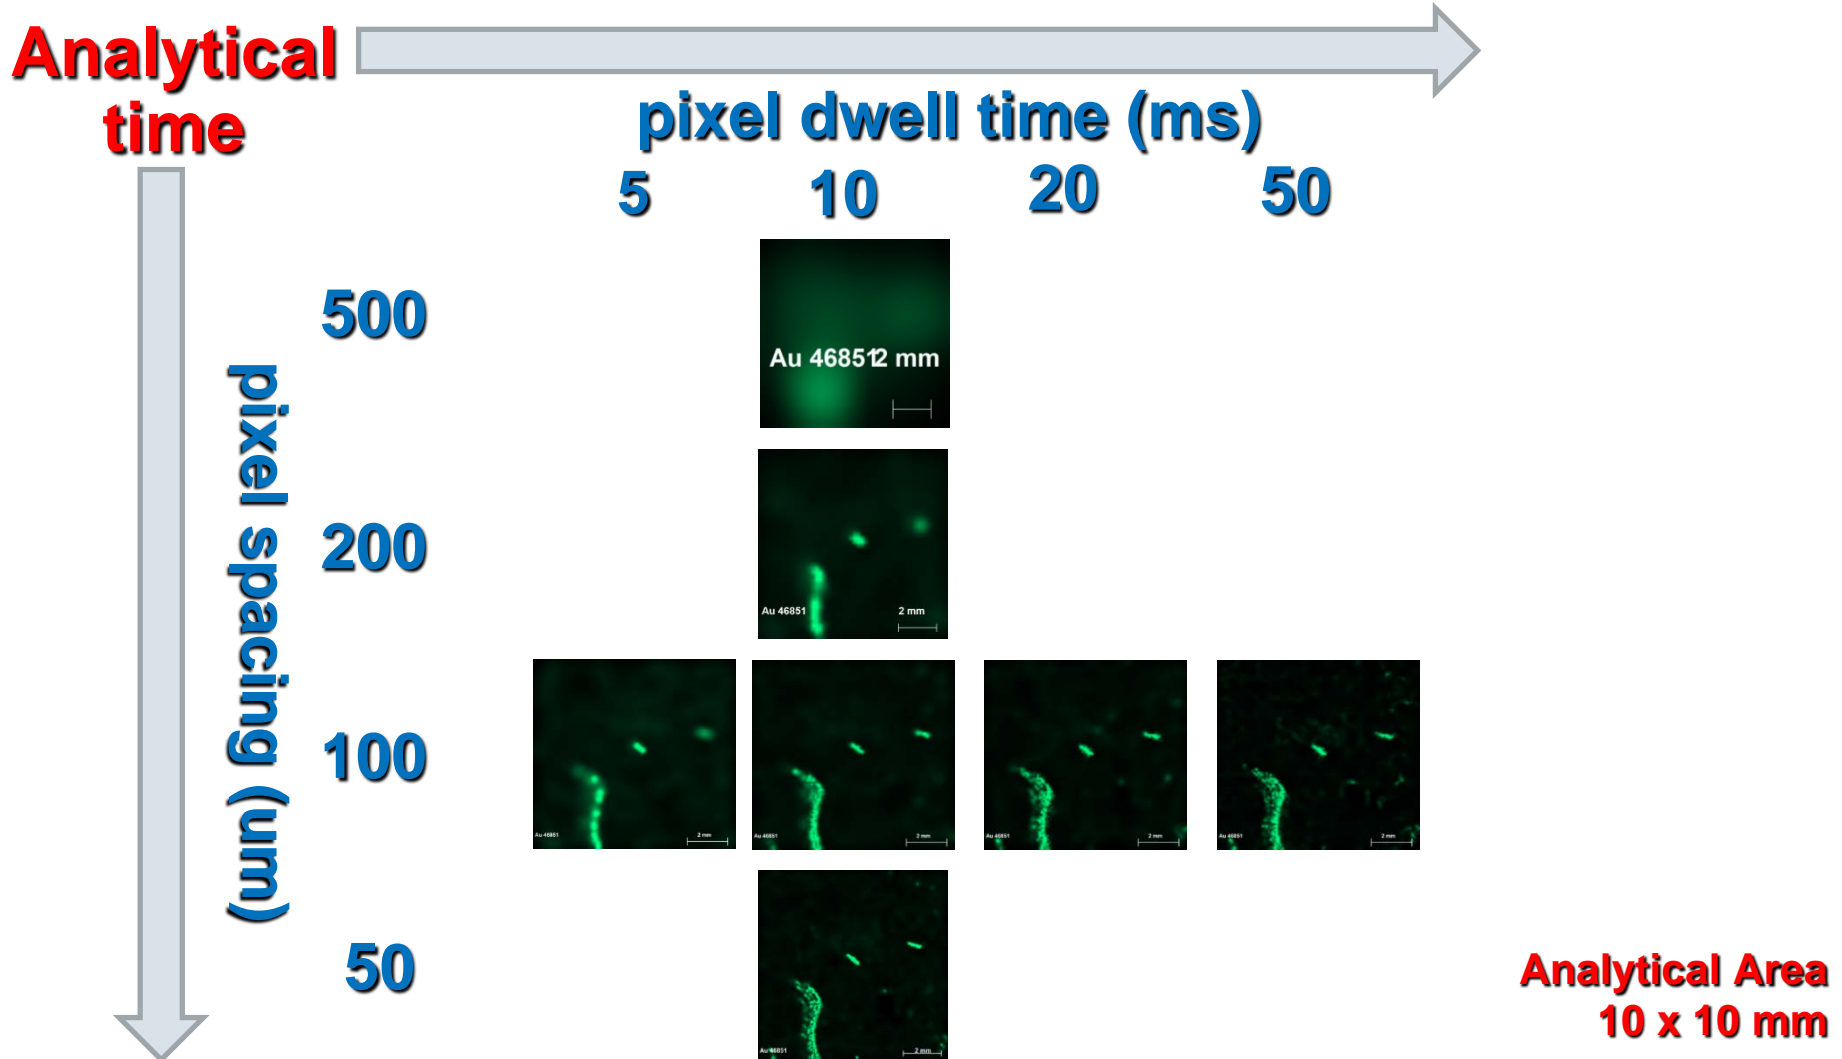 Analytical
time
pixel dwell time (ms)
5 10 20 50
pixel spacing (um)
500
Au 46851 2 mm
200
Au 46851 2 mm
100
Au 46851 2 mm
Au 46851 2 mm
Au 46851 2 mm
Au 46851 2 mm
50
Au 46851 2 mm
Analytical Area
10 x 10 mm